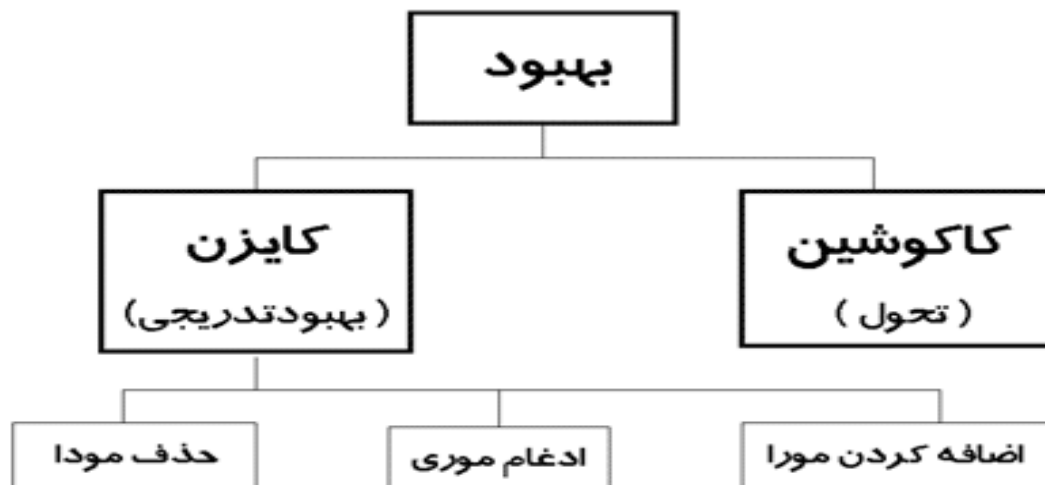 بهبود
کاکوشین
( تحول )
کایزن
(بهبودتدریجی)
اضافه کردن مورا
ادغام موری
حذف مودا